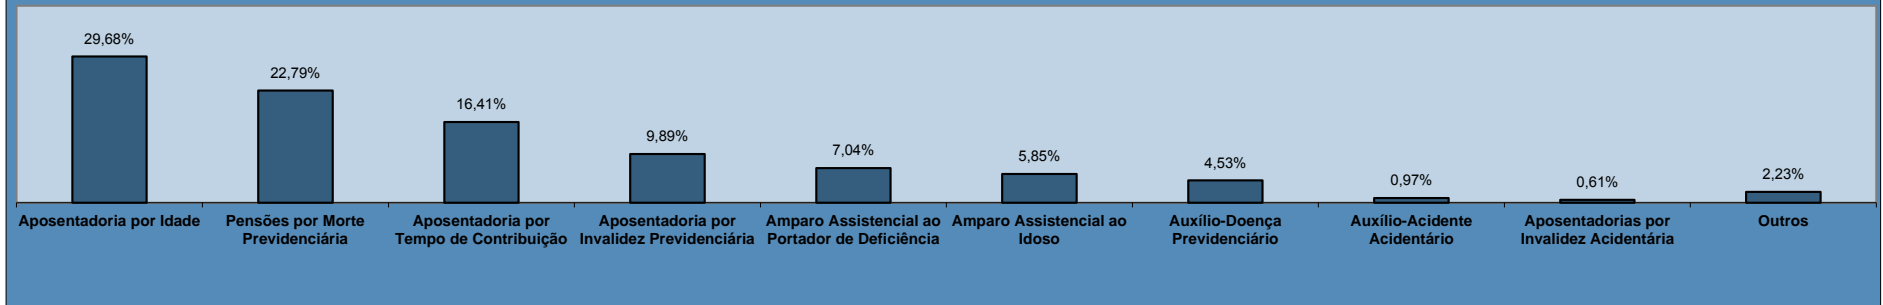 29,68%
22,79%
16,41%
9,89%
7,04%
5,85%
4,53%
0,97%
0,61%
2,23%
Aposentadoria por Idade
Pensões por Morte
Previdenciária
Aposentadoria por
Tempo de Contribuição
Aposentadoria por
Invalidez Previdenciária
Amparo Assistencial ao
Portador de Deficiência
Amparo Assistencial ao
Idoso
Auxílio-Doença
Previdenciário
Auxílio-Acidente
Acidentário
Aposentadorias por
Invalidez Acidentária
Outros